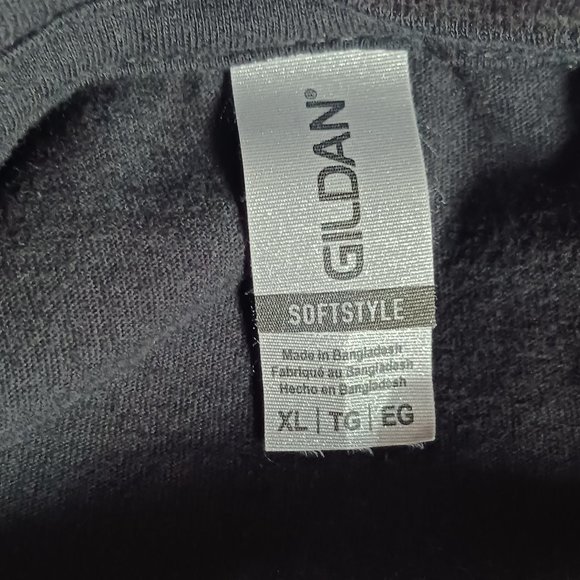 GILDAN®
SOFTSTYLE
Made in Bangladesh
Fabriqué au Bangladesh
Hecho en Bangladesh
XL | TG | EG